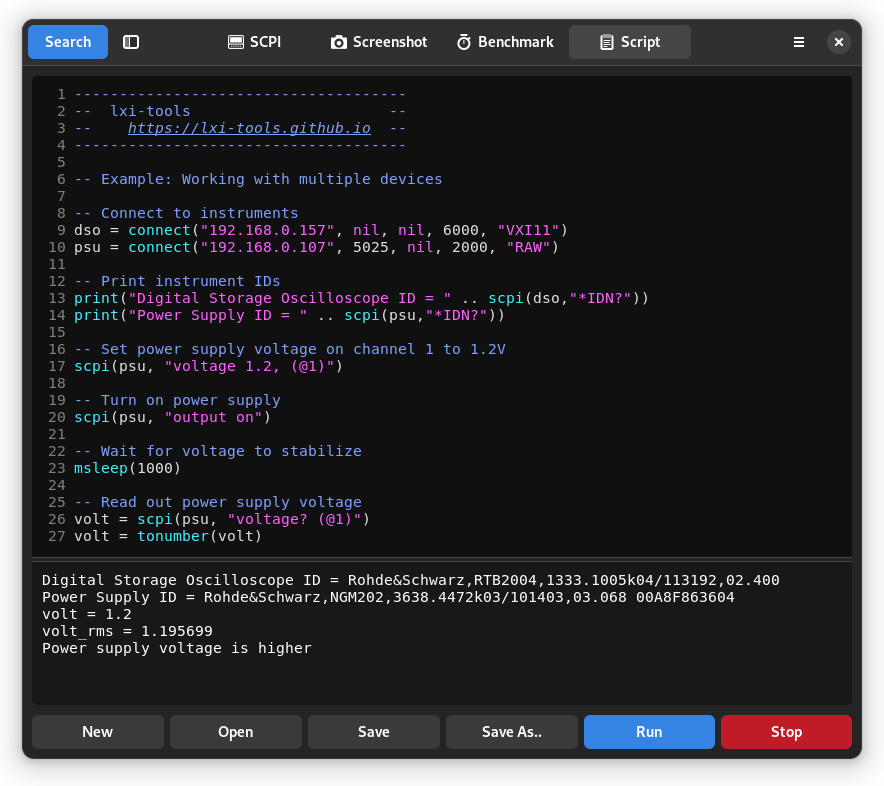 Search SCPI Screenshot Benchmark Script
1 -------------------------------------
2 --  lxi-tools                      --
3 --    https://lxi-tools.github.io  --
4 -------------------------------------
5
6 -- Example: Working with multiple devices
7
8 -- Connect to instruments
9 dso = connect("192.168.0.157", nil, nil, 6000, "VXI11")
10 psu = connect("192.168.0.107", 5025, nil, 2000, "RAW")
11
12 -- Print instrument IDs
13 print("Digital Storage Oscilloscope ID = " .. scpi(dso,"*IDN?"))
14 print("Power Supply ID = " .. scpi(psu,"*IDN?"))
15
16 -- Set power supply voltage on channel 1 to 1.2V
17 scpi(psu, "voltage 1.2, (@1)")
18
19 -- Turn on power supply
20 scpi(psu, "output on")
21
22 -- Wait for voltage to stabilize
23 msleep(1000)
24
25 -- Read out power supply voltage
26 volt = scpi(psu, "voltage? (@1)")
27 volt = tonumber(volt)
Digital Storage Oscilloscope ID = Rohde&Schwarz,RTB2004,1333.1005k04/113192,02.400
Power Supply ID = Rohde&Schwarz,NGM202,3638.4472k03/101403,03.068 00A8F863604
volt = 1.2
volt_rms = 1.195699
Power supply voltage is higher
New Open Save Save As.. Run Stop